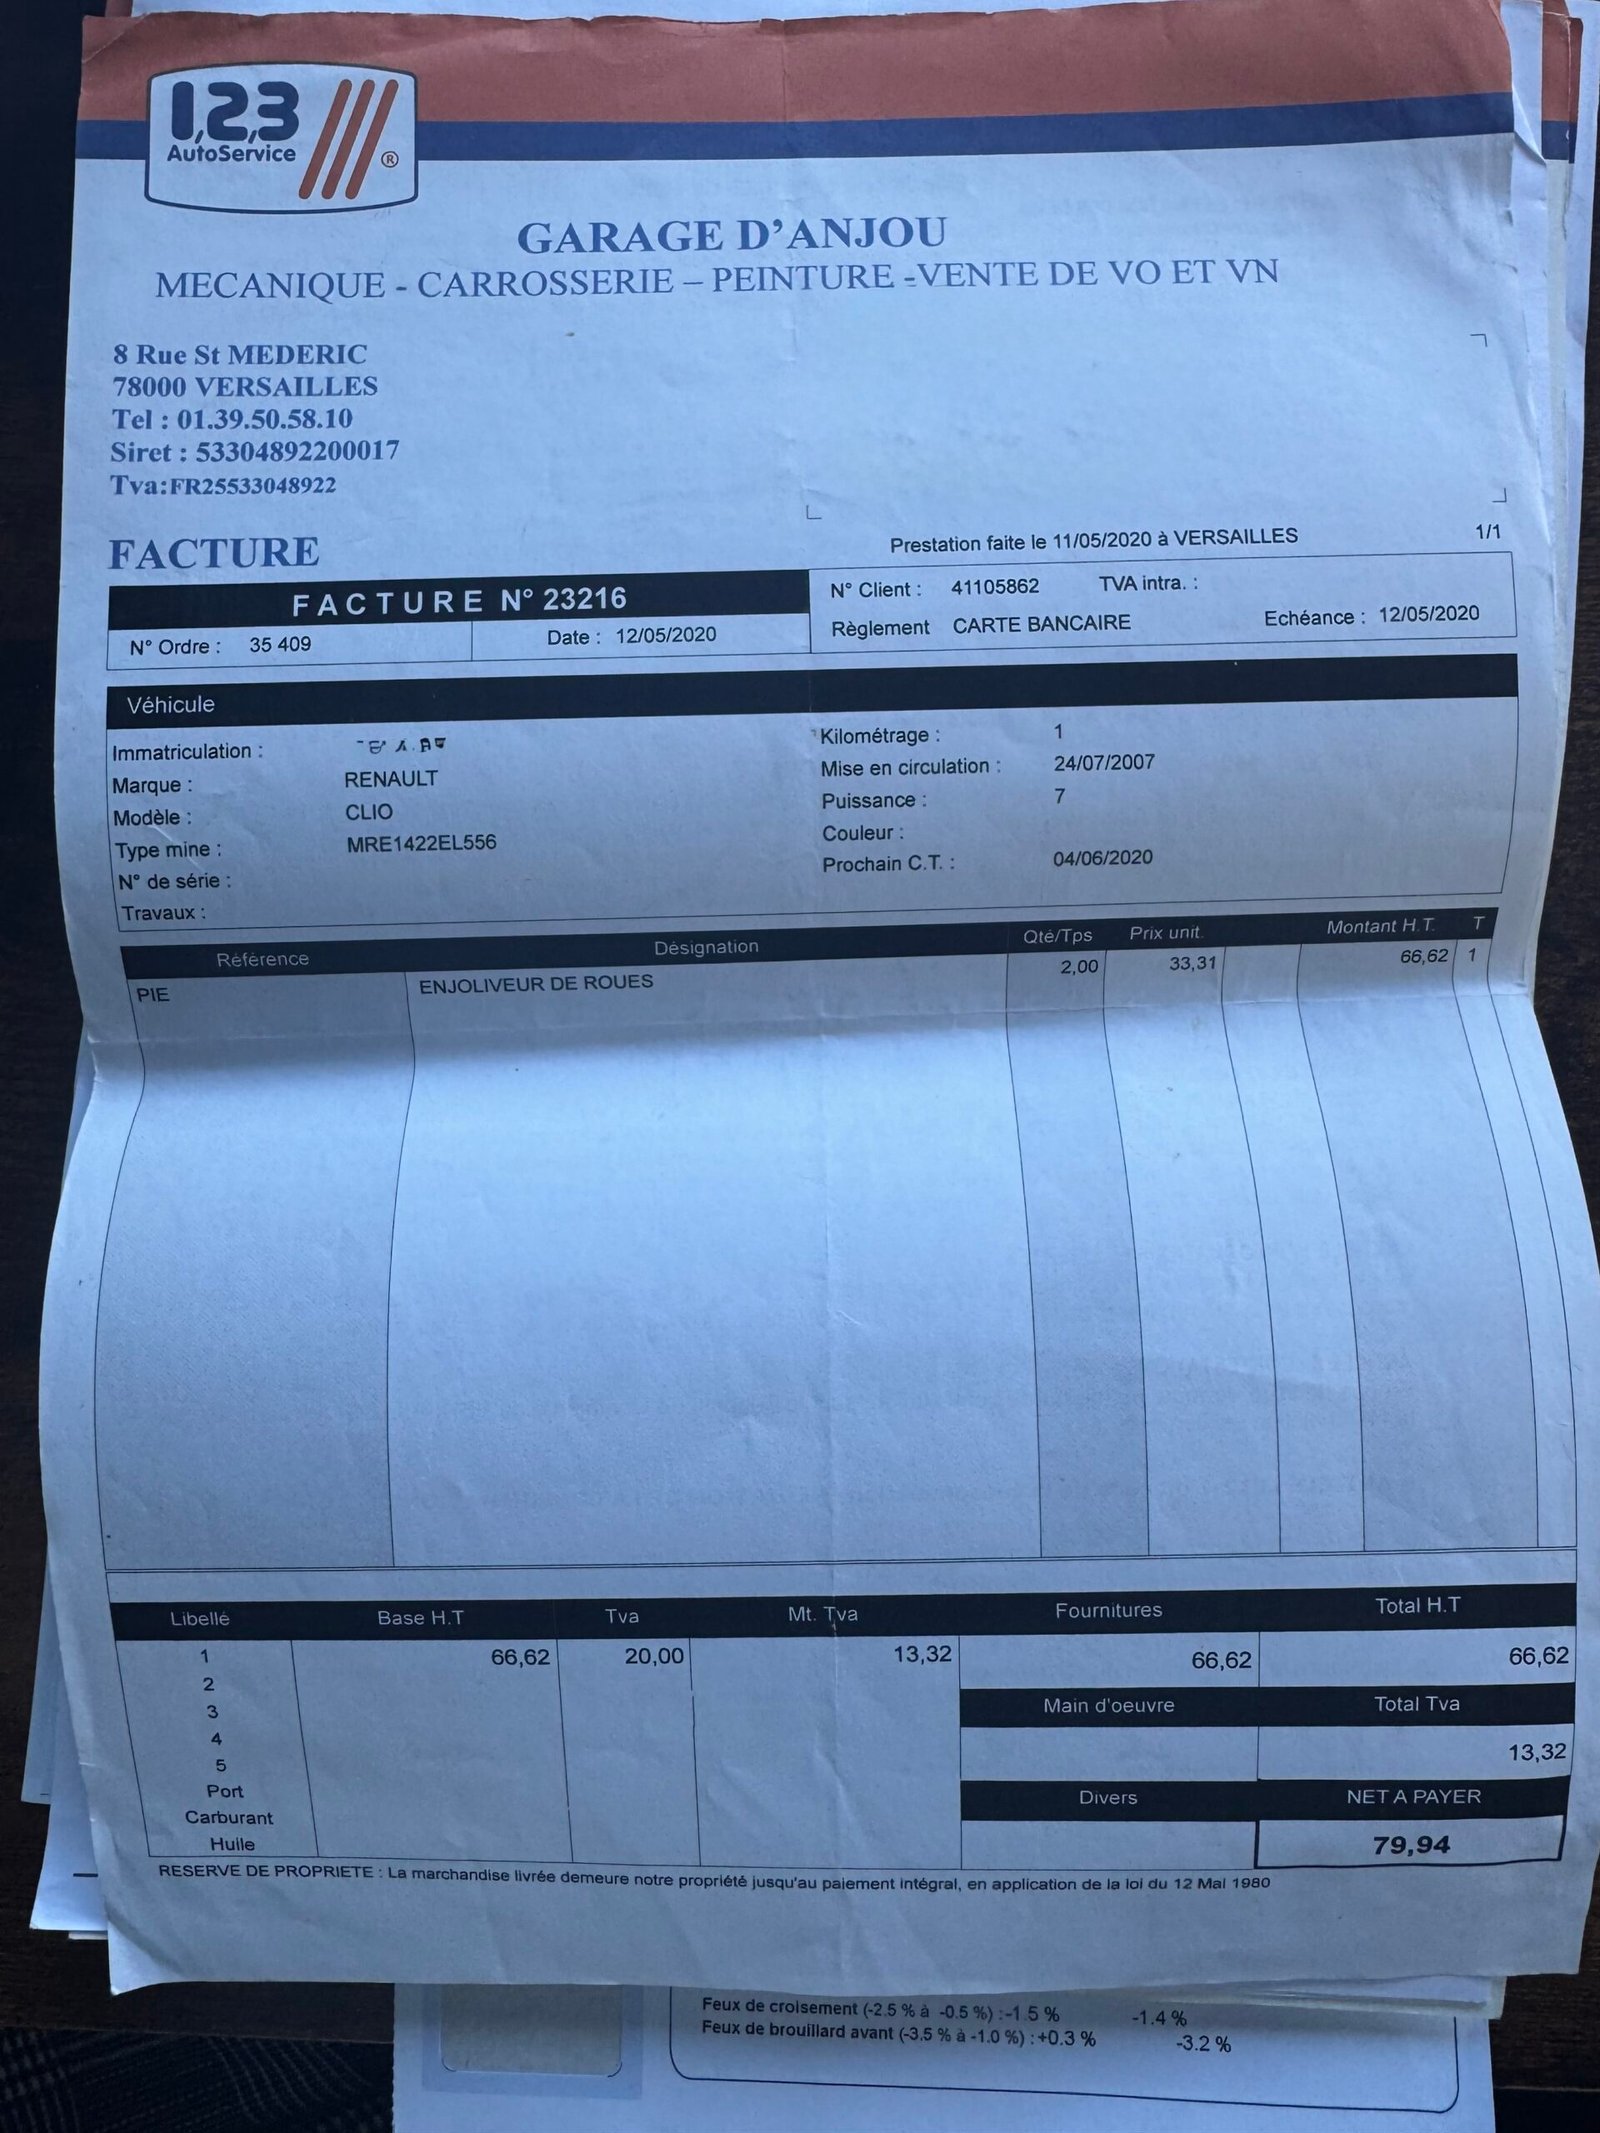 1,2,3
AutoService
®
GARAGE D'ANJOU
MECANIQUE - CARROSSERIE – PEINTURE -VENTE DE VO ET VN
8 Rue St MEDERIC
78000 VERSAILLES
Tel : 01.39.50.58.10
Siret : 53304892200017
Tva:FR25533048922
FACTURE
Prestation faite le 11/05/2020 à VERSAILLES 1/1
FACTURE N° 23216
N° Ordre : 35 409 Date : 12/05/2020
N° Client : 41105862 TVA intra. :
Règlement CARTE BANCAIRE Echéance : 12/05/2020
Véhicule
Immatriculation :
Marque : RENAULT
Modèle : CLIO
Type mine : MRE1422EL556
N° de série :
Travaux :
Kilométrage : 1
Mise en circulation : 24/07/2007
Puissance : 7
Couleur :
Prochain C.T. : 04/06/2020
Référence Désignation Qté/Tps Prix unit. Montant H.T. T
PIE ENJOLIVEUR DE ROUES 2,00 33,31 66,62 1
Libellé Base H.T Tva Mt. Tva Fournitures Total H.T
1 66,62 20,00 13,32 66,62 66,62
2
3 Main d'oeuvre Total Tva
4
5 13,32
Port Divers NET A PAYER
Carburant
Huile 79,94
RESERVE DE PROPRIETE : La marchandise livrée demeure notre propriété jusqu'au paiement intégral, en application de la loi du 12 Mai 1980
Feux de croisement (-2.5 % à -0.5 %) :-1.5 % -1.4 %
Feux de brouillard avant (-3.5 % à -1.0 %) : +0.3 % -3.2 %